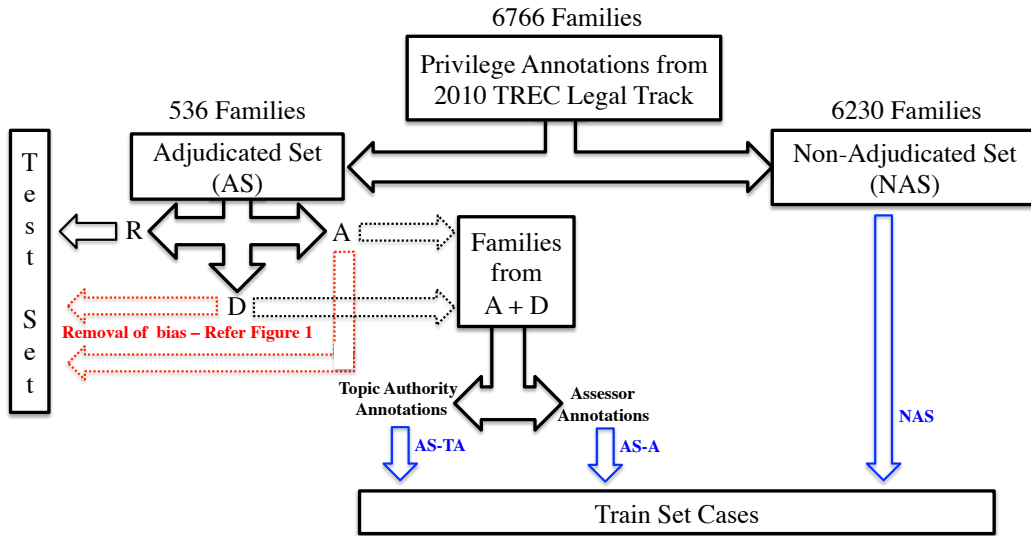 6766 Families
Privilege Annotations from
2010 TREC Legal Track
536 Families
6230 Families
Adjudicated Set
(AS)
Non-Adjudicated Set
(NAS)
Test Set
R
A
D
Families
from
A + D
Removal of bias – Refer Figure 1
Topic Authority
Annotations
Assessor
Annotations
AS-TA
AS-A
NAS
Train Set Cases